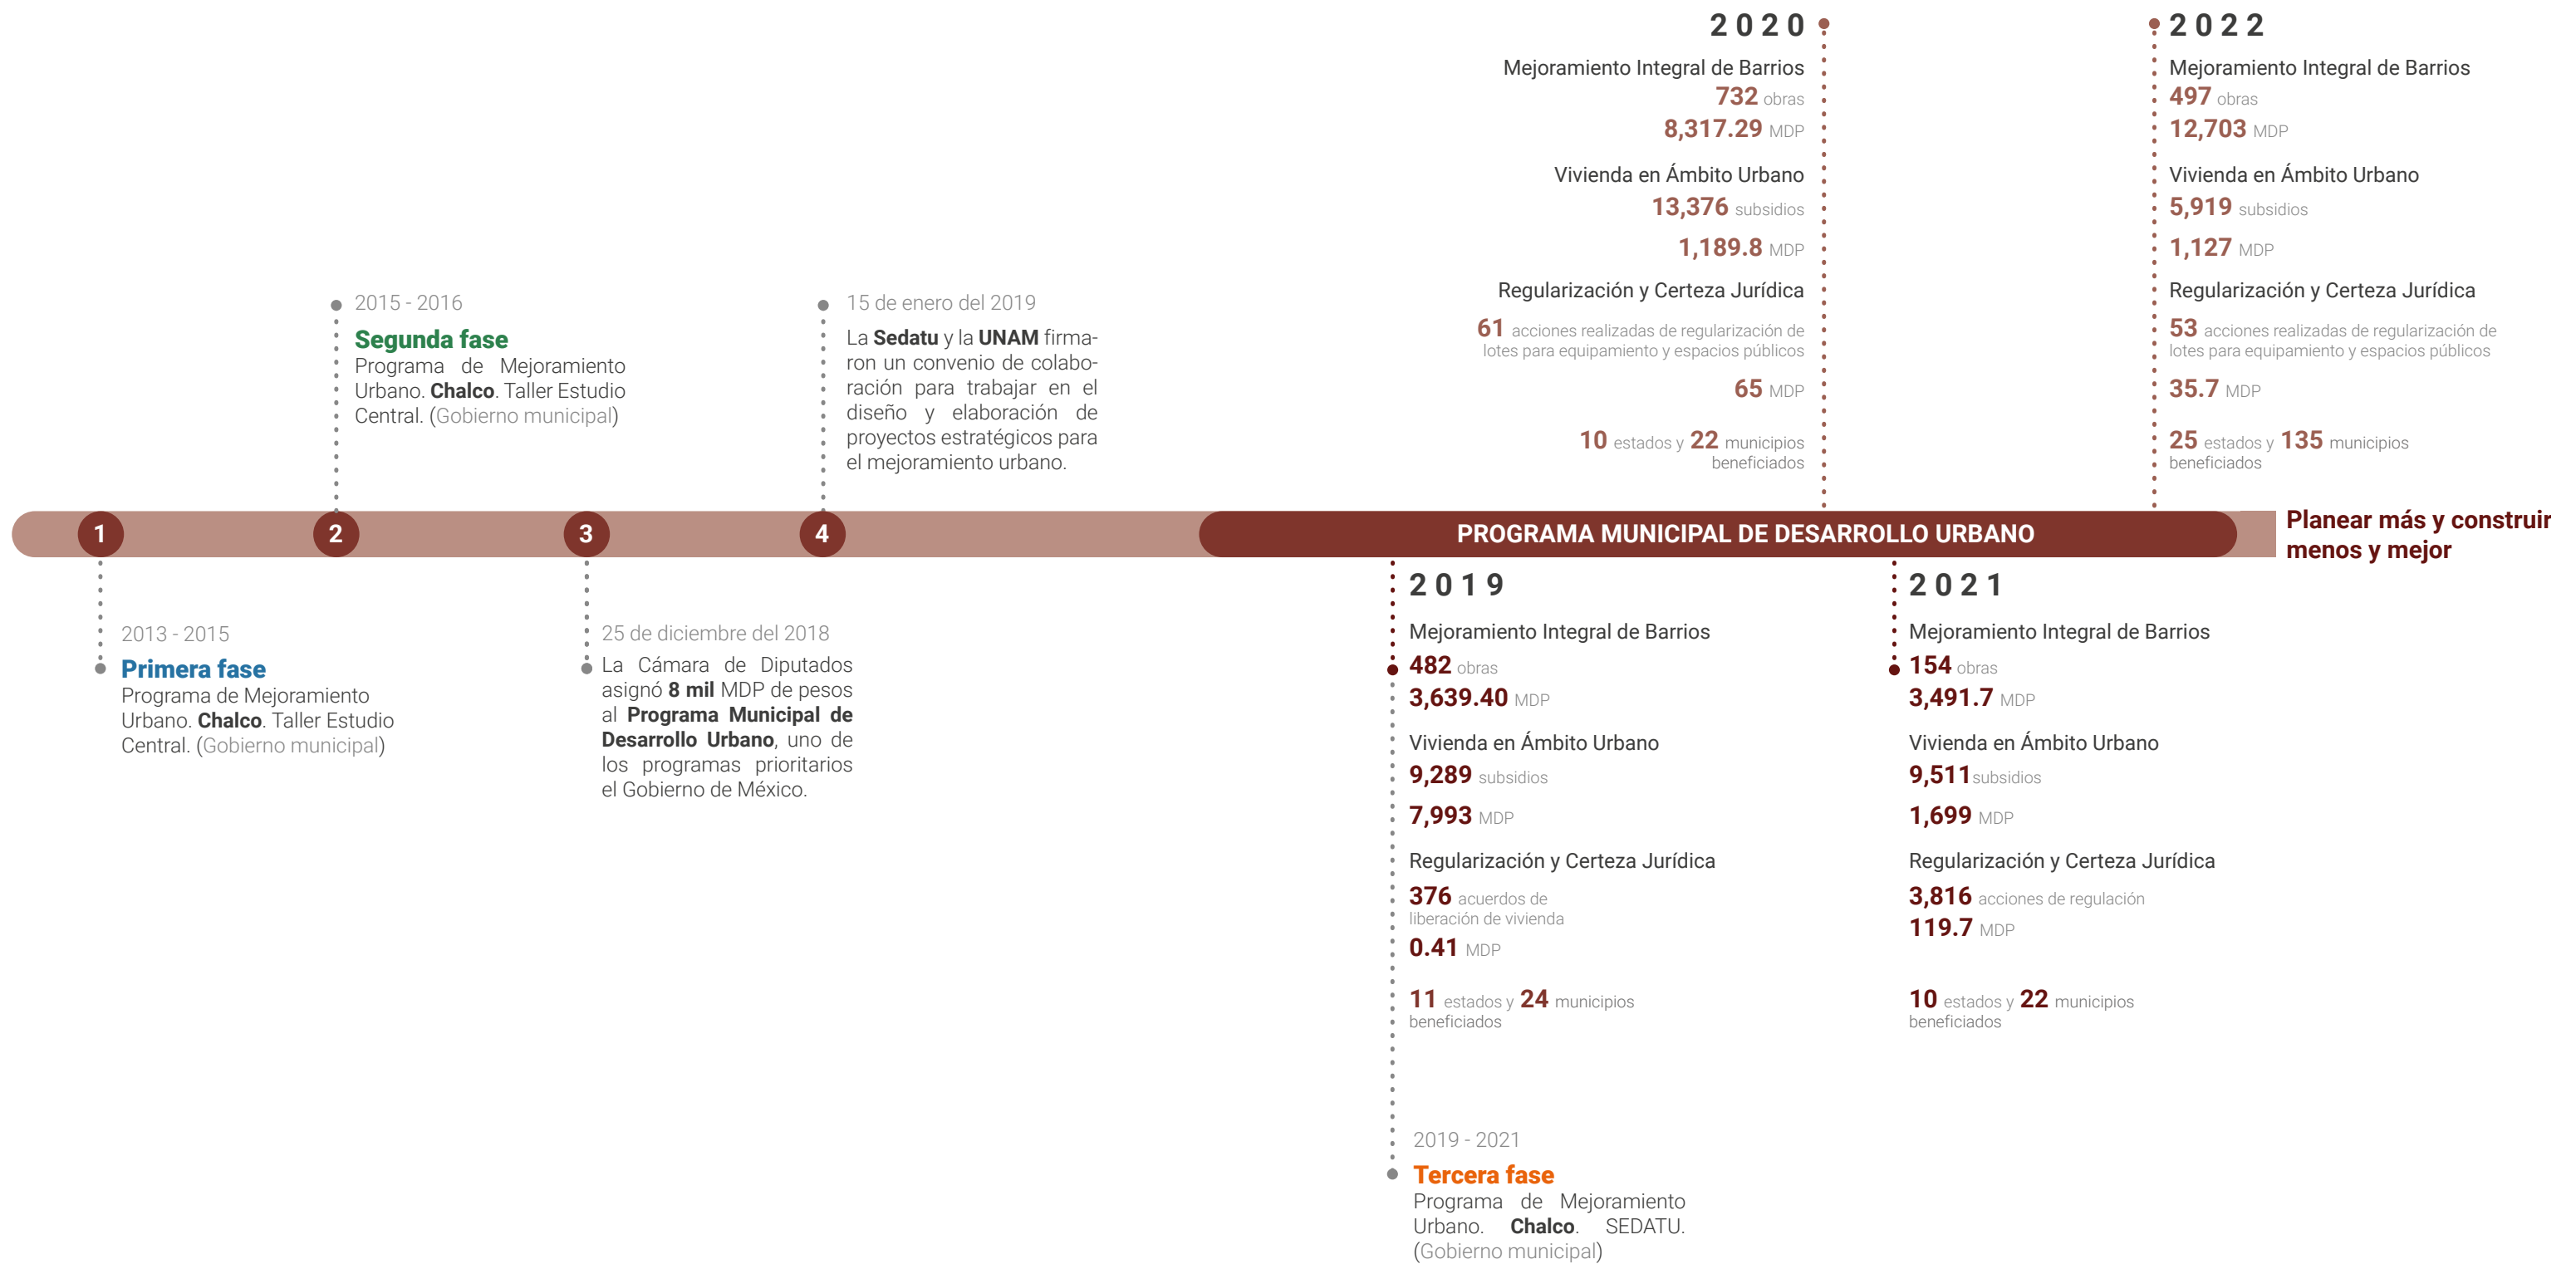 2020
Mejoramiento Integral de Barrios
732 obras
8,317.29 MDP
Vivienda en Ámbito Urbano
13,376 subsidios
1,189.8 MDP
Regularización y Certeza Jurídica
61 acciones realizadas de regularización de
lotes para equipamiento y espacios públicos
65 MDP
10 estados y 22 municipios
beneficiados
2022
Mejoramiento Integral de Barrios
497 obras
12,703 MDP
Vivienda en Ámbito Urbano
5,919 subsidios
1,127 MDP
Regularización y Certeza Jurídica
53 acciones realizadas de regularización de
lotes para equipamiento y espacios públicos
35.7 MDP
25 estados y 135 municipios
beneficiados
2015 - 2016
Segunda fase
Programa de Mejoramiento
Urbano. Chalco. Taller Estudio
Central. (Gobierno municipal)
15 de enero del 2019
La Sedatu y la UNAM firma-
ron un convenio de colabo-
ración para trabajar en el
diseño y elaboración de
proyectos estratégicos para
el mejoramiento urbano.
1
2
3
4
PROGRAMA MUNICIPAL DE DESARROLLO URBANO
Planear más y construir
menos y mejor
2013 - 2015
Primera fase
Programa de Mejoramiento
Urbano. Chalco. Taller Estudio
Central. (Gobierno municipal)
25 de diciembre del 2018
La Cámara de Diputados
asignó 8 mil MDP de pesos
al Programa Municipal de
Desarrollo Urbano, uno de
los programas prioritarios
el Gobierno de México.
2019
Mejoramiento Integral de Barrios
482 obras
3,639.40 MDP
Vivienda en Ámbito Urbano
9,289 subsidios
7,993 MDP
Regularización y Certeza Jurídica
376 acuerdos de
liberación de vivienda
0.41 MDP
11 estados y 24 municipios
beneficiados
2021
Mejoramiento Integral de Barrios
154 obras
3,491.7 MDP
Vivienda en Ámbito Urbano
9,511 subsidios
1,699 MDP
Regularización y Certeza Jurídica
3,816 acciones de regulación
119.7 MDP
10 estados y 22 municipios
beneficiados
2019 - 2021
Tercera fase
Programa de Mejoramiento
Urbano. Chalco. SEDATU.
(Gobierno municipal)